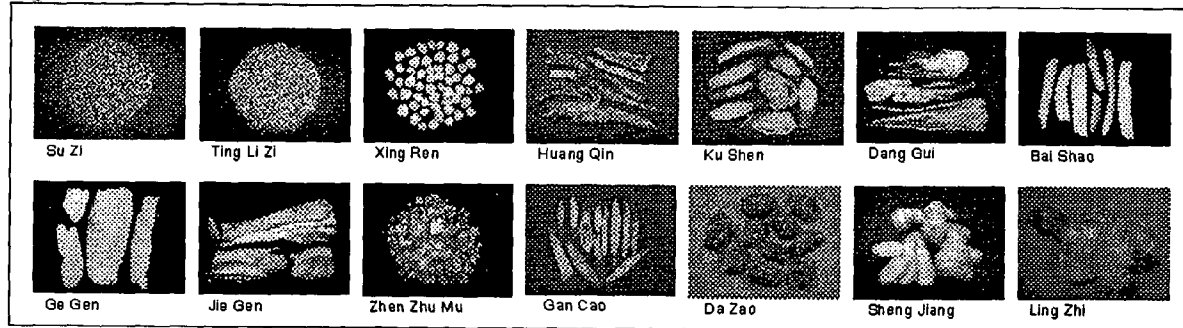 Su Zi
Ting Li Zi
Xing Ren
Huang Qin
Ku Shen
Dang Gui
Bai Shao
Ge Gen
Jie Gen
Zhen Zhu Mu
Gan Cao
Da Zao
Sheng Jiang
Ling Zhi